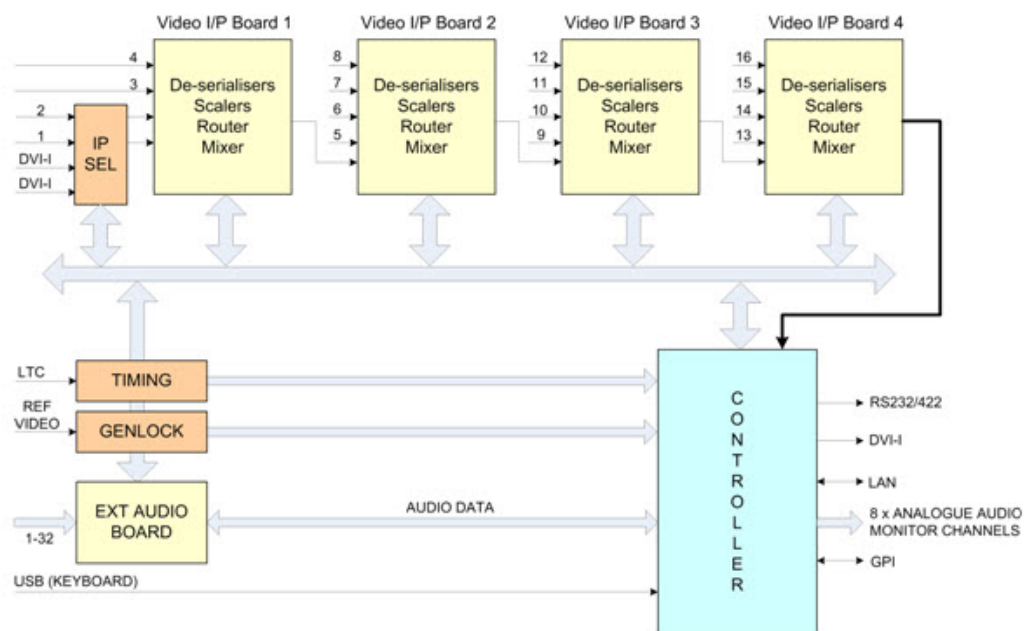 Video I/P Board 1
Video I/P Board 2
Video I/P Board 3
Video I/P Board 4
4
3
2
1
DVI-I
DVI-I
IP
SEL
De-serialisers
Scalers
Router
Mixer
8
7
6
5
De-serialisers
Scalers
Router
Mixer
12
11
10
9
De-serialisers
Scalers
Router
Mixer
16
15
14
13
De-serialisers
Scalers
Router
Mixer
LTC
TIMING
REF
VIDEO
GENLOCK
EXT AUDIO
BOARD
1-32
AUDIO DATA
USB (KEYBOARD)
CONTROLLER
RS232/422
DVI-I
LAN
8 x ANALOGUE AUDIO
MONITOR CHANNELS
GPI